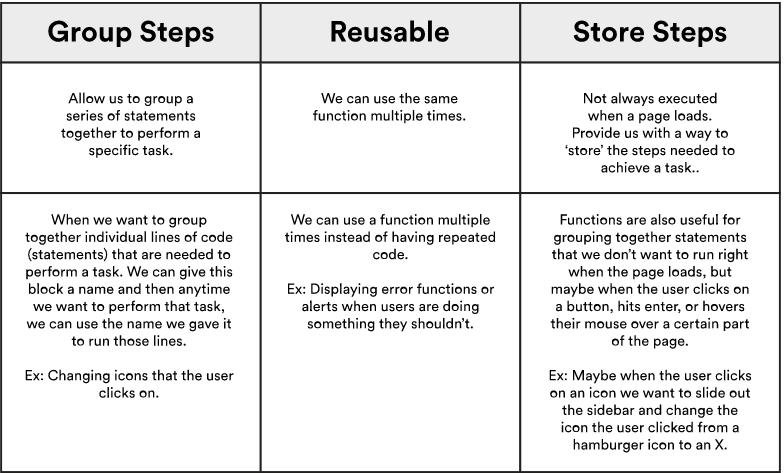 Group Steps
Reusable
Store Steps
Allow us to group a
series of statements
together to perform a
specific task.
We can use the same
function multiple times.
Not always executed
when a page loads.
Provide us with a way to
‘store’ the steps needed to
achieve a task..
When we want to group
together individual lines of code
(statements) that are needed to
perform a task. We can give this
block a name and then anytime
we want to perform that task,
we can use the name we gave it
to run those lines.
Ex: Changing icons that the user
clicks on.
We can use a function multiple
times instead of having repeated
code.
Ex: Displaying error functions or
alerts when users are doing
something they shouldn’t.
Functions are also useful for
grouping together statements
that we don’t want to run right
when the page loads, but
maybe when the user clicks on
a button, hits enter, or hovers
their mouse over a certain part
of the page.
Ex: Maybe when the user clicks
on an icon we want to slide out
the sidebar and change the
icon the user clicked from a
hamburger icon to an X.